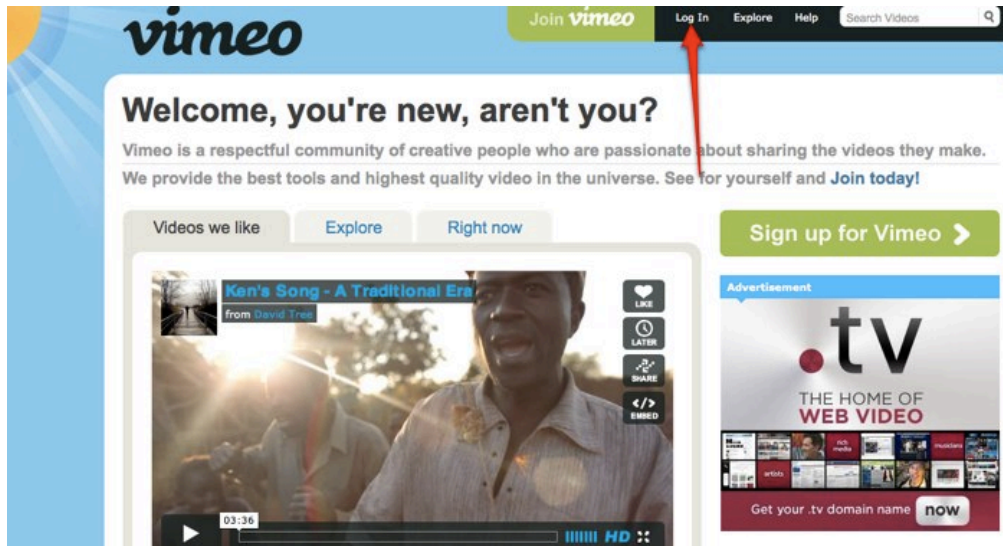 vimeo
Join vimeo
Log In
Explore
Help
Search Videos
Welcome, you're new, aren't you?
Vimeo is a respectful community of creative people who are passionate about sharing the videos they make.
We provide the best tools and highest quality video in the universe. See for yourself and Join today!
Videos we like
Explore
Right now
Sign up for Vimeo
Ken's Song - A Traditional Era
from David Tree
LIKE
LATER
SHARE
</>
EMBED
03:36
HD
Advertisement
.tv
THE HOME OF
WEB VIDEO
rich
media
musicians
artists
Get your .tv domain name now